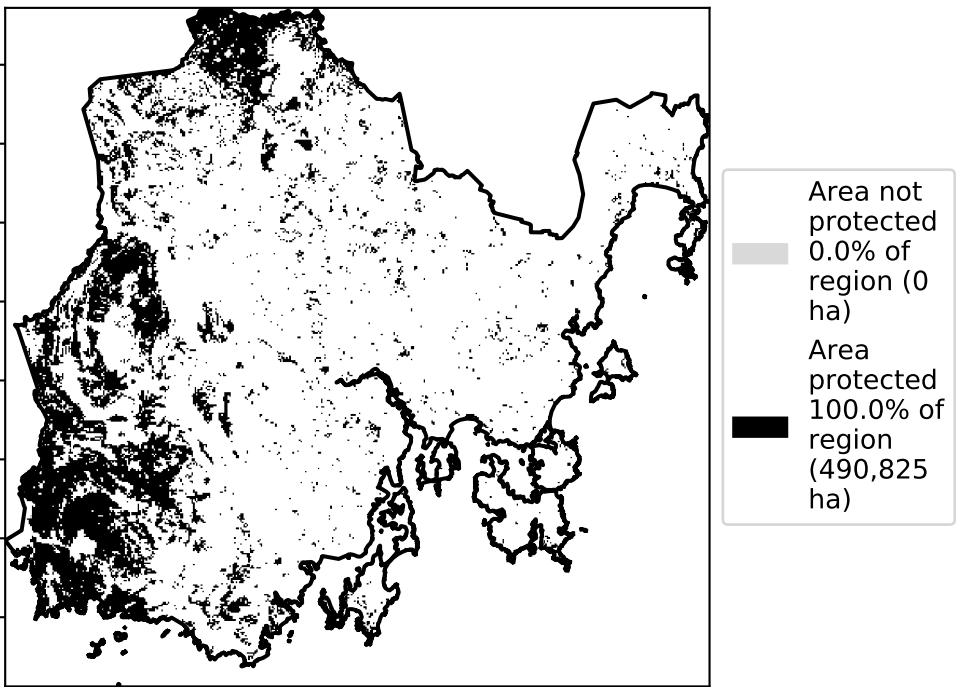 Area not
protected
0.0% of
region (0
ha)
Area
protected
100.0% of
region
(490,825
ha)